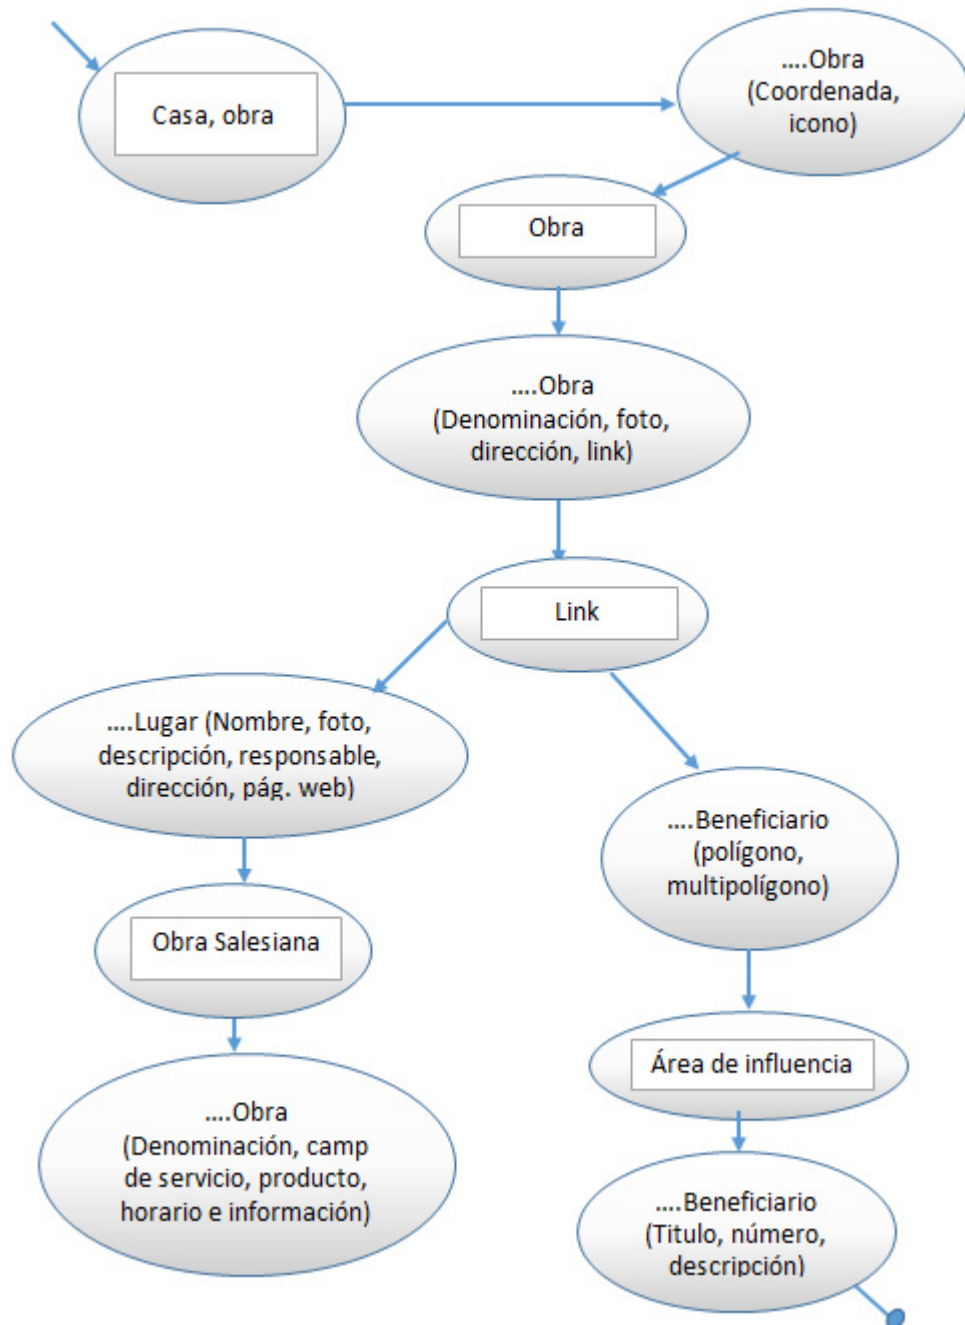 Casa, obra
....Obra
(Coordenada,
icono)
Obra
....Obra
(Denominación, foto,
dirección, link)
Link
....Lugar (Nombre, foto,
descripción, responsable,
dirección, pág. web)
....Beneficiario
(polígono,
multipolígono)
Obra Salesiana
Área de influencia
....Obra
(Denominación, camp
de servicio, producto,
horario e información)
....Beneficiario
(Titulo, número,
descripción)